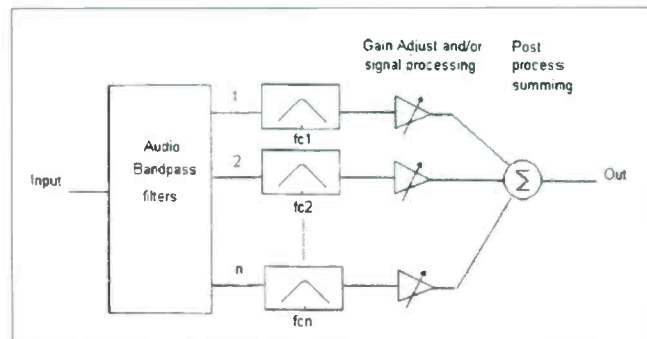 Gain Adjust and/or
signal processing
Post
process
summing
1
fc1
Audio
Bandpass
filters
Input
2
fc2
Σ
Out
n
fcn